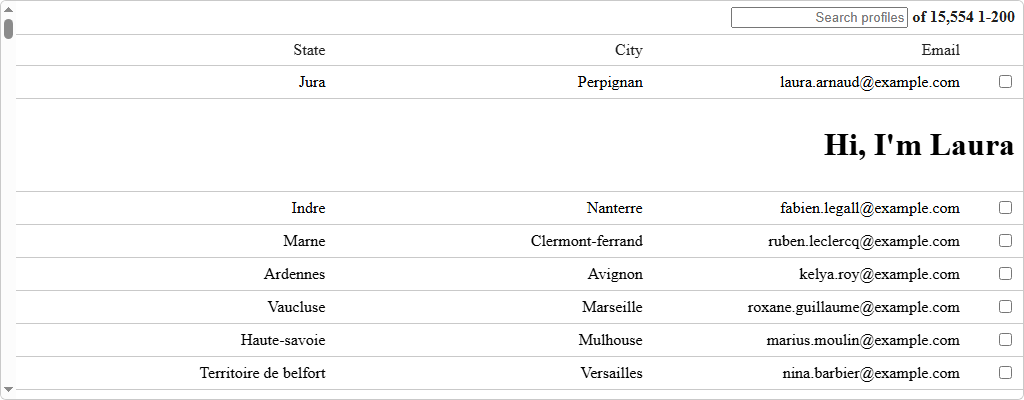 Search profiles of 15,554 1-200
State City Email
Jura Perpignan laura.arnaud@example.com
Hi, I'm Laura
Indre Nanterre fabien.legall@example.com
Marne Clermont-ferrand ruben.leclercq@example.com
Ardennes Avignon kelya.roy@example.com
Vaucluse Marseille roxane.guillaume@example.com
Haute-savoie Mulhouse marius.moulin@example.com
Territoire de belfort Versailles nina.barbier@example.com